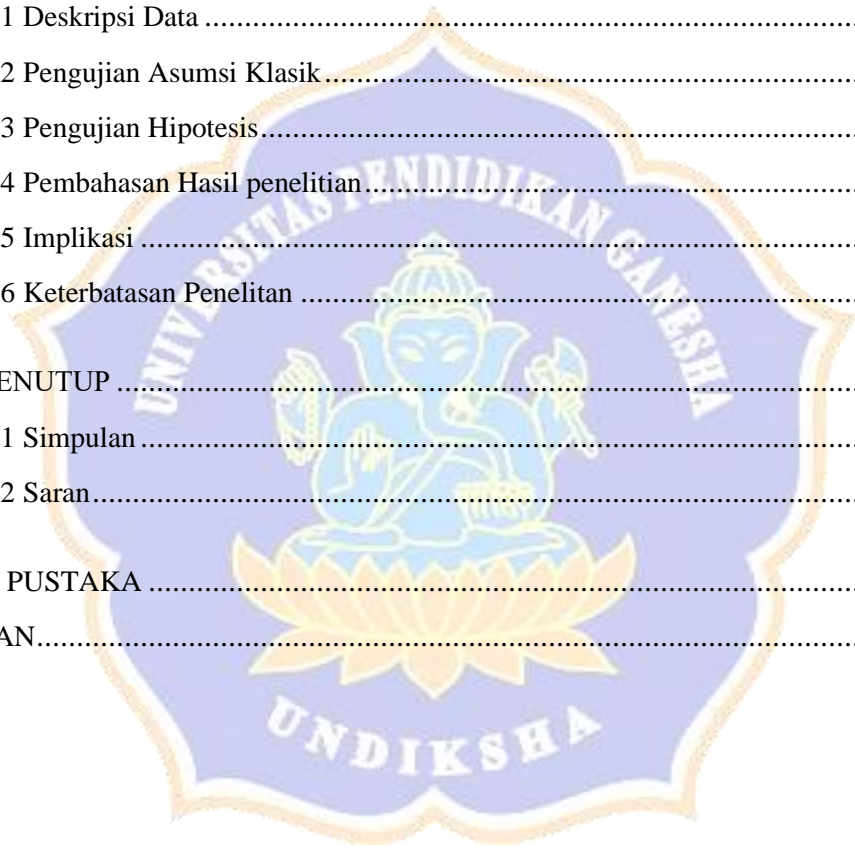 1 Deskripsi Data ..........................................................................................
2 Pengujian Asumsi Klasik ..........................................................................
3 Pengujian Hipotesis ..................................................................................
4 Pembahasan Hasil penelitian .....................................................................
5 Implikasi ..................................................................................................
6 Keterbatasan Penelitan ..............................................................................
ENUTUP .....................................................................................................
1 Simpulan ..................................................................................................
2 Saran ........................................................................................................
PUSTAKA ...................................................................................................
AN ...............................................................................................................
UNIVERSITAS PENDIDIKAN GANESHA
UNDIKSHA